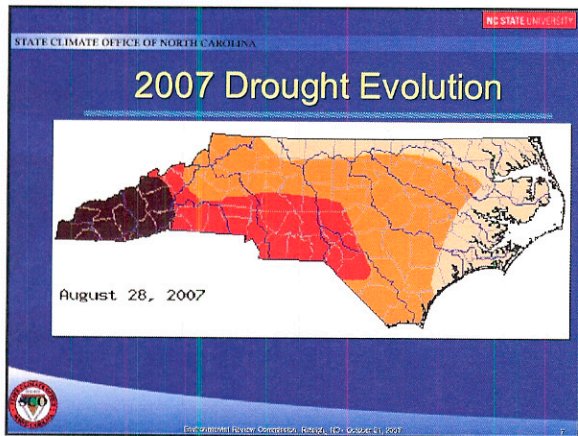 NC STATE UNIVERSITY
STATE CLIMATE OFFICE OF NORTH CAROLINA
2007 Drought Evolution
August 28, 2007
SCO
Environmental Review Commission, Raleigh, NC - October 31, 2007